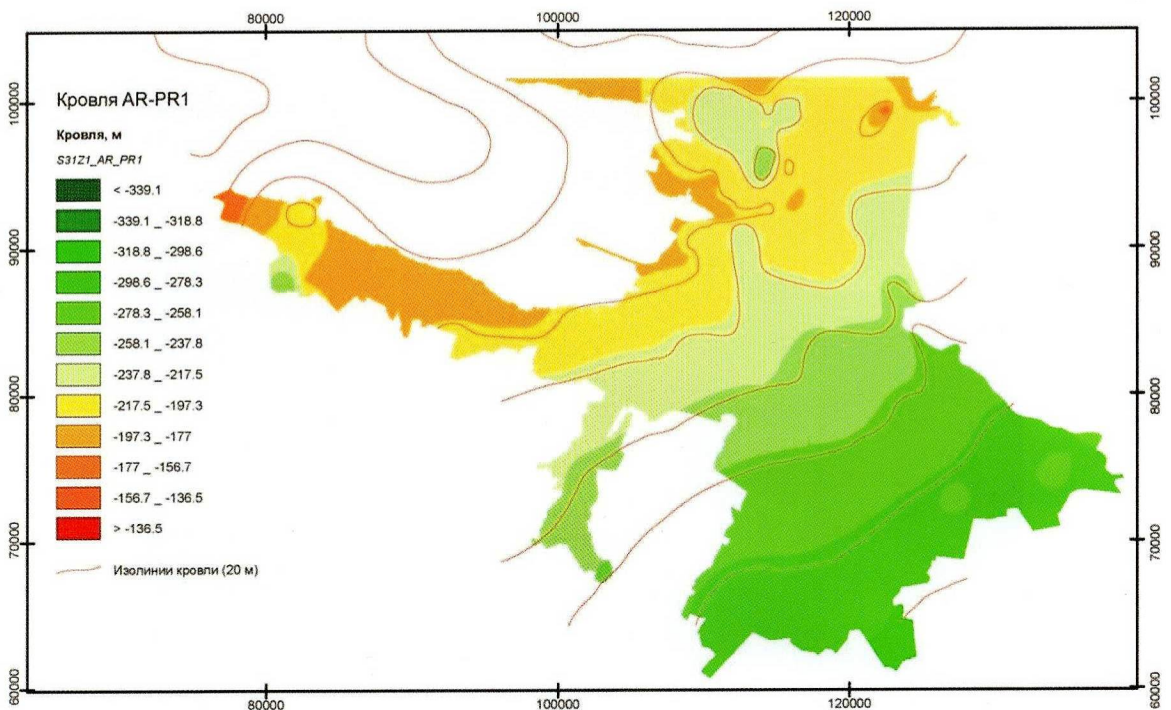 80000
100000
120000
Кровля AR-PR1
Кровля, м
S31Z1_AR_PR1
< -339.1
-339.1 _ -318.8
-318.8 _ -298.6
-298.6 _ -278.3
-278.3 _ -258.1
-258.1 _ -237.8
-237.8 _ -217.5
-217.5 _ -197.3
-197.3 _ -177
-177 _ -156.7
-156.7 _ -136.5
> -136.5
Изолинии кровли (20 м)
100000
90000
80000
70000
60000
100000
90000
80000
70000
60000
80000
100000
120000